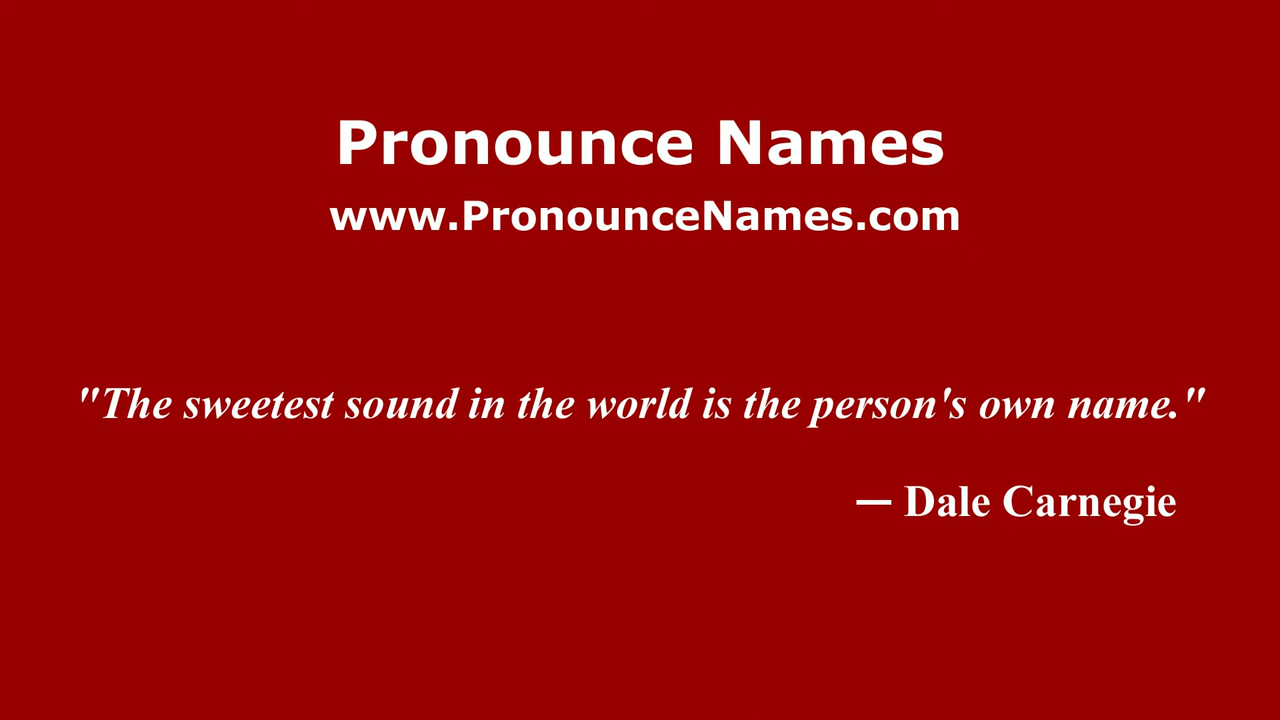 Pronounce Names
www.PronounceNames.com
"The sweetest sound in the world is the person's own name."
— Dale Carnegie